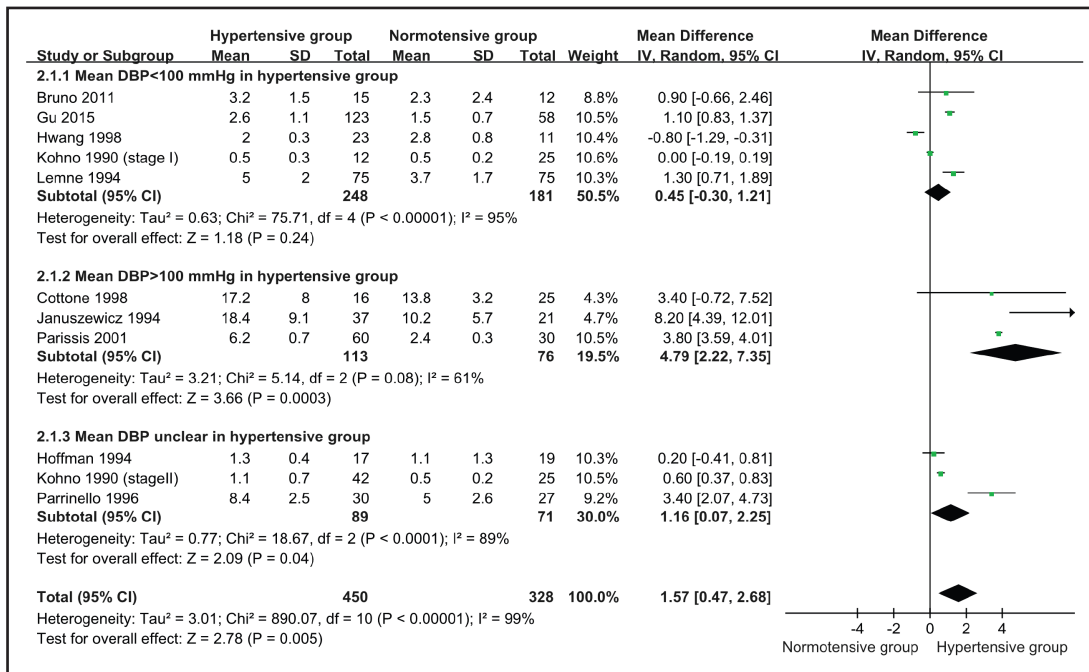 Hypertensive group Normotensive group Mean Difference Mean Difference
Study or Subgroup Mean SD Total Mean SD Total Weight IV, Random, 95% CI IV, Random, 95% CI
2.1.1 Mean DBP<100 mmHg in hypertensive group
Bruno 2011 3.2 1.5 15 2.3 2.4 12 8.8% 0.90 [-0.66, 2.46]
Gu 2015 2.6 1.1 123 1.5 0.7 58 10.5% 1.10 [0.83, 1.37]
Hwang 1998 2 0.3 23 2.8 0.8 11 10.4% -0.80 [-1.29, -0.31]
Kohno 1990 (stage I) 0.5 0.3 12 0.5 0.2 25 10.6% 0.00 [-0.19, 0.19]
Lemne 1994 5 2 75 3.7 1.7 75 10.3% 1.30 [0.71, 1.89]
Subtotal (95% CI) 248 181 50.5% 0.45 [-0.30, 1.21]
Heterogeneity: Tau² = 0.63; Chi² = 75.71, df = 4 (P < 0.00001); I² = 95%
Test for overall effect: Z = 1.18 (P = 0.24)
2.1.2 Mean DBP>100 mmHg in hypertensive group
Cottone 1998 17.2 8 16 13.8 3.2 25 4.3% 3.40 [-0.72, 7.52]
Januszewicz 1994 18.4 9.1 37 10.2 5.7 21 4.7% 8.20 [4.39, 12.01]
Parissis 2001 6.2 0.7 60 2.4 0.3 30 10.5% 3.80 [3.59, 4.01]
Subtotal (95% CI) 113 76 19.5% 4.79 [2.22, 7.35]
Heterogeneity: Tau² = 3.21; Chi² = 5.14, df = 2 (P = 0.08); I² = 61%
Test for overall effect: Z = 3.66 (P = 0.0003)
2.1.3 Mean DBP unclear in hypertensive group
Hoffman 1994 1.3 0.4 17 1.1 1.3 19 10.3% 0.20 [-0.41, 0.81]
Kohno 1990 (stageII) 1.1 0.7 42 0.5 0.2 25 10.5% 0.60 [0.37, 0.83]
Parrinello 1996 8.4 2.5 30 5 2.6 27 9.2% 3.40 [2.07, 4.73]
Subtotal (95% CI) 89 71 30.0% 1.16 [0.07, 2.25]
Heterogeneity: Tau² = 0.77; Chi² = 18.67, df = 2 (P < 0.0001); I² = 89%
Test for overall effect: Z = 2.09 (P = 0.04)
Total (95% CI) 450 328 100.0% 1.57 [0.47, 2.68]
Heterogeneity: Tau² = 3.01; Chi² = 890.07, df = 10 (P < 0.00001); I² = 99%
Test for overall effect: Z = 2.78 (P = 0.005)
-4 -2 0 2 4
Normotensive group Hypertensive group